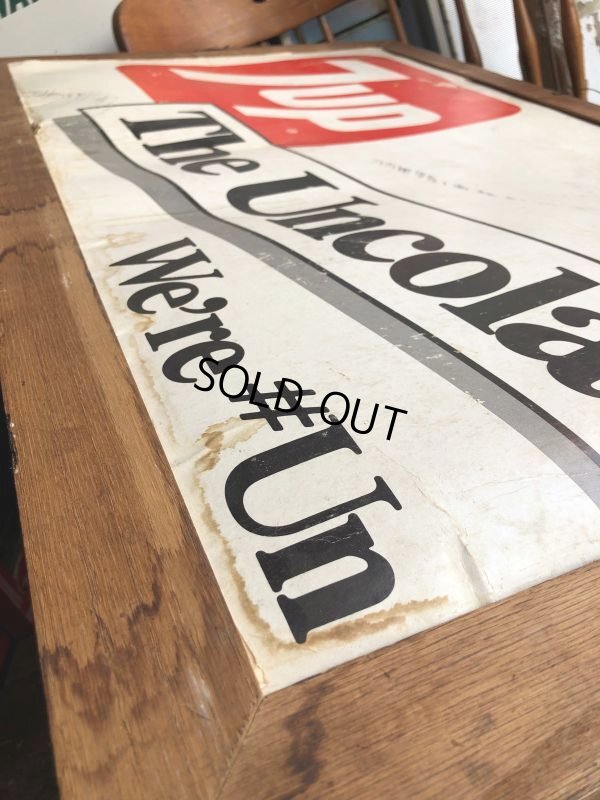 7UP
The Uncola
We're #Un
SOLD OUT